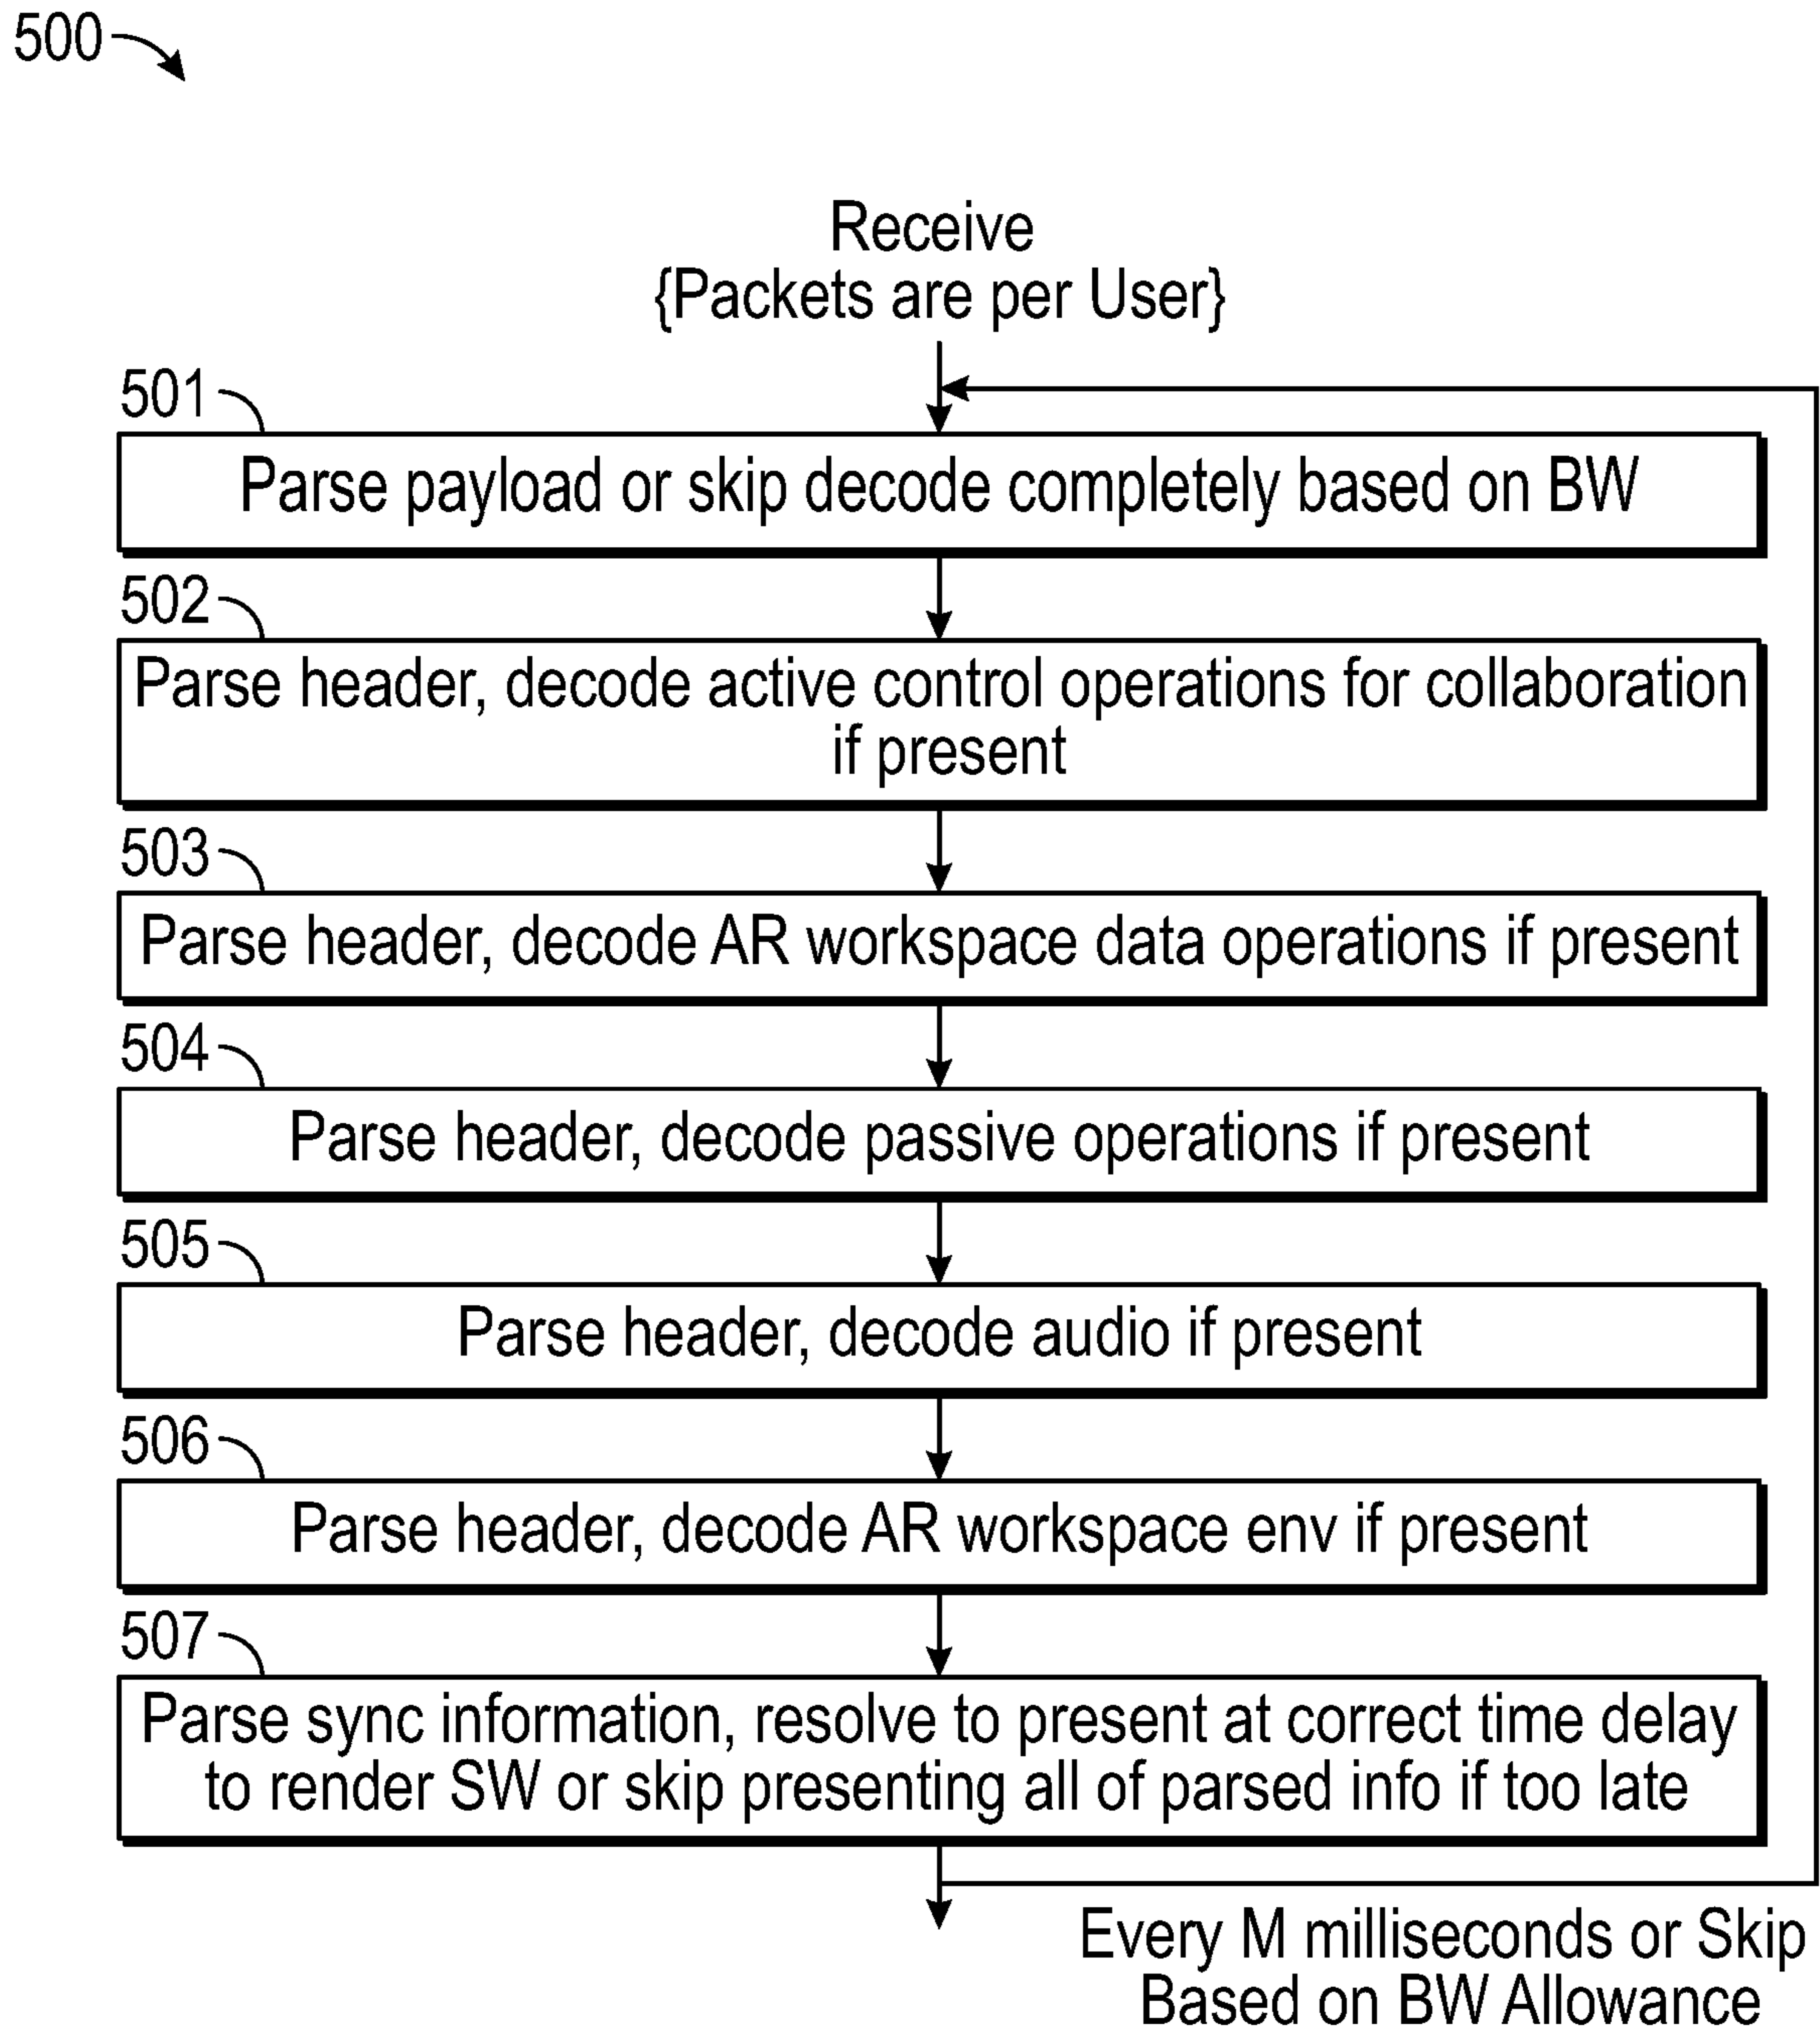 500
Receive
{Packets are per User}
501
Parse payload or skip decode completely based on BW
502
Parse header, decode active control operations for collaboration
if present
503
Parse header, decode AR workspace data operations if present
504
Parse header, decode passive operations if present
505
Parse header, decode audio if present
506
Parse header, decode AR workspace env if present
507
Parse sync information, resolve to present at correct time delay
to render SW or skip presenting all of parsed info if too late
Every M milliseconds or Skip
Based on BW Allowance